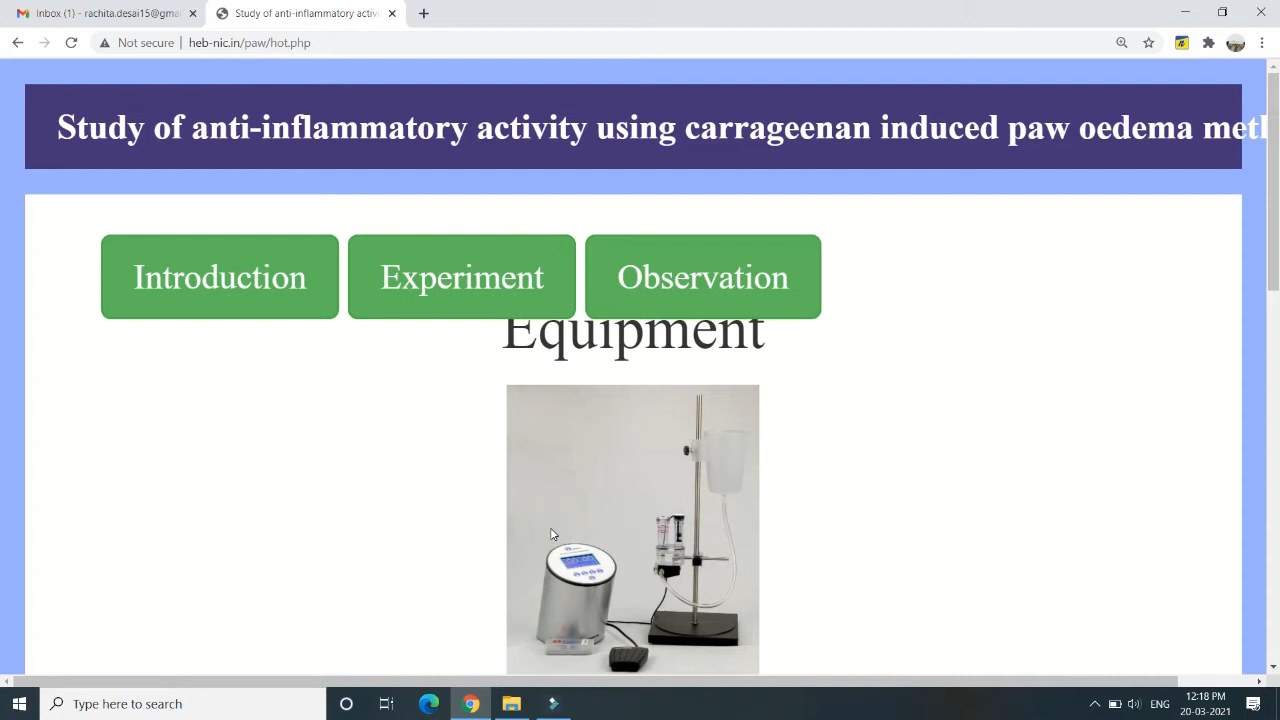 Inbox (1) - rachita.desai15@gma
Study of anti-inflammatory activi
Not secure | heb-nic.in/paw/hot.php
Study of anti-inflammatory activity using carrageenan induced paw oedema met
Introduction
Experiment
Observation
Equipment
Type here to search
ENG
12:18 PM
20-03-2021